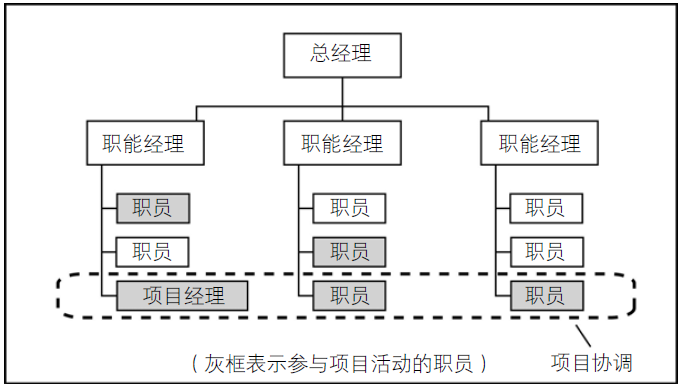 总经理
职能经理 职能经理 职能经理
职员 职员 职员
职员 职员 职员
项目经理 职员 职员
（灰框表示参与项目活动的职员） 项目协调